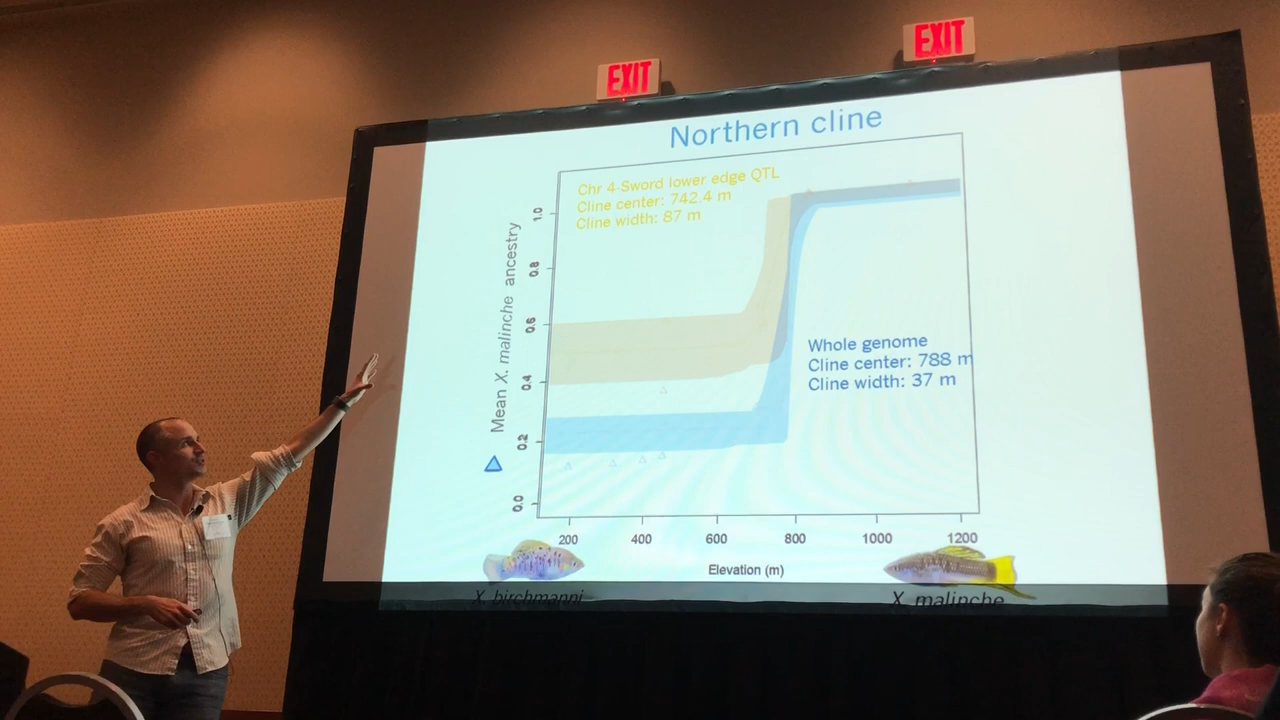 EXIT
EXIT
Northern cline
Chr 4-Sword lower edge QTL
Cline center: 742.4 m
Cline width: 87 m
Mean X. malinche ancestry
1.0
0.8
0.6
0.4
0.2
0.0
Whole genome
Cline center: 788 m
Cline width: 37 m
200 400 600 800 1000 1200
Elevation (m)
X. birchmanni
X. malinche